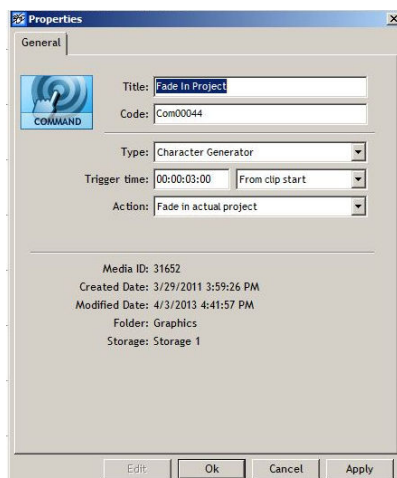 Properties
General
COMMAND
Title: Fade In Project
Code: Com00044
Type: Character Generator
Trigger time: 00:00:03:00 From clip start
Action: Fade in actual project
Media ID: 31652
Created Date: 3/29/2011 3:59:26 PM
Modified Date: 4/3/2013 4:41:57 PM
Folder: Graphics
Storage: Storage 1
Edit Ok Cancel Apply